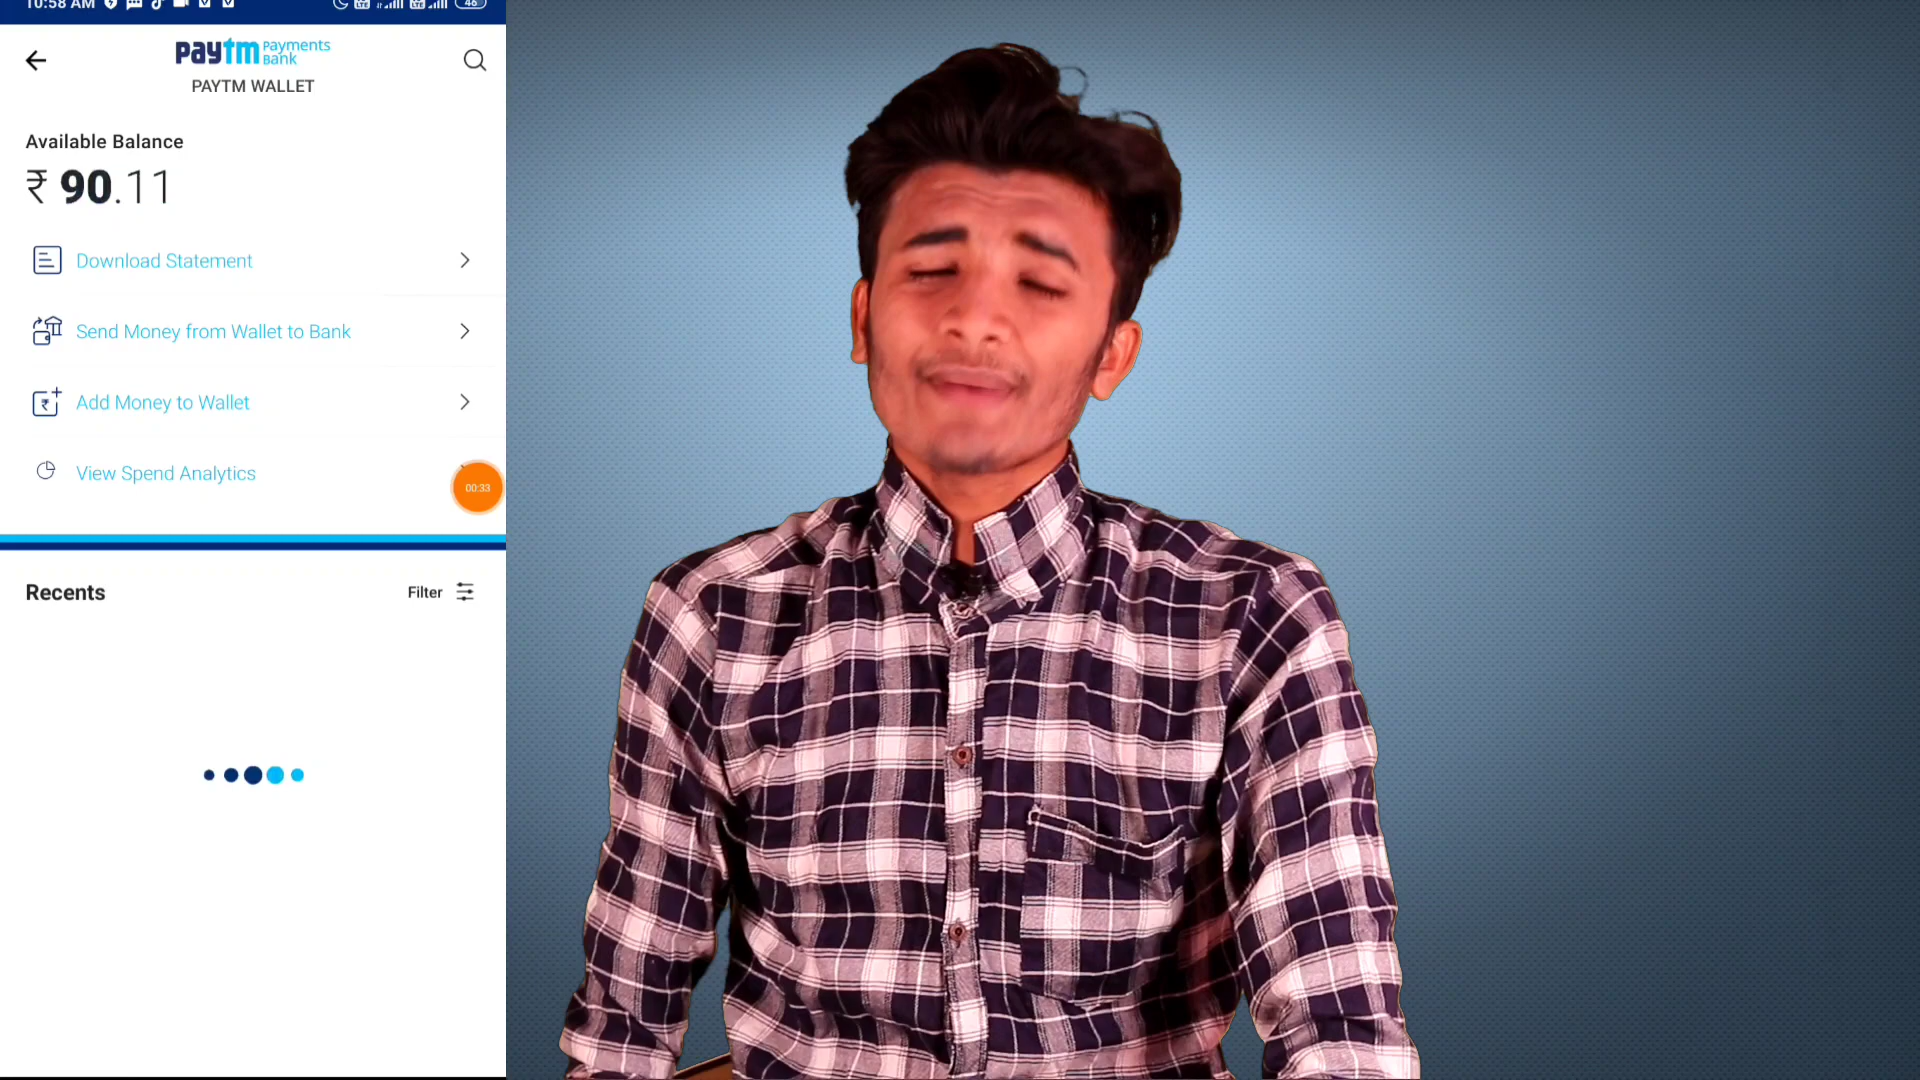 10:58 AM
46
paytm Payments Bank
PAYTM WALLET
Available Balance
₹ 90.11
Download Statement
Send Money from Wallet to Bank
Add Money to Wallet
View Spend Analytics
00:33
Recents
Filter